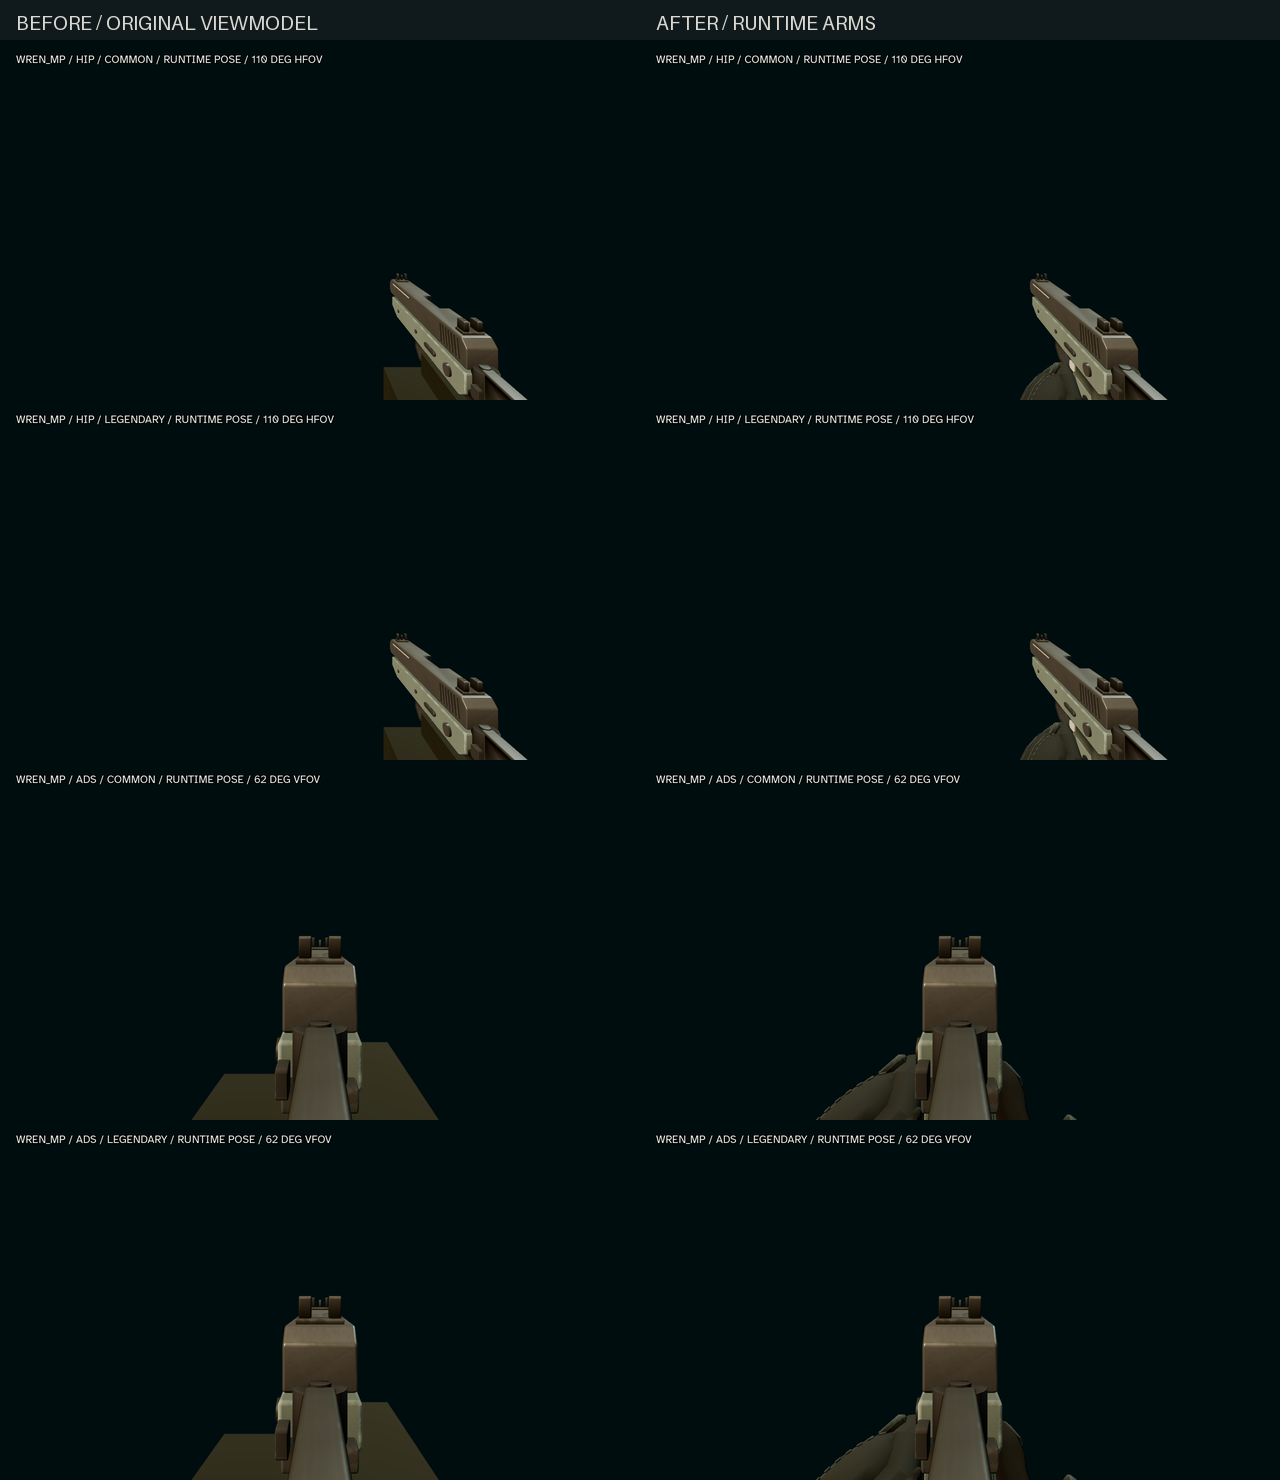 BEFORE / ORIGINAL VIEWMODEL
AFTER / RUNTIME ARMS
WREN_MP / HIP / COMMON / RUNTIME POSE / 110 DEG HFOV
WREN_MP / HIP / COMMON / RUNTIME POSE / 110 DEG HFOV
WREN_MP / HIP / LEGENDARY / RUNTIME POSE / 110 DEG HFOV
WREN_MP / HIP / LEGENDARY / RUNTIME POSE / 110 DEG HFOV
WREN_MP / ADS / COMMON / RUNTIME POSE / 62 DEG VFOV
WREN_MP / ADS / COMMON / RUNTIME POSE / 62 DEG VFOV
WREN_MP / ADS / LEGENDARY / RUNTIME POSE / 62 DEG VFOV
WREN_MP / ADS / LEGENDARY / RUNTIME POSE / 62 DEG VFOV